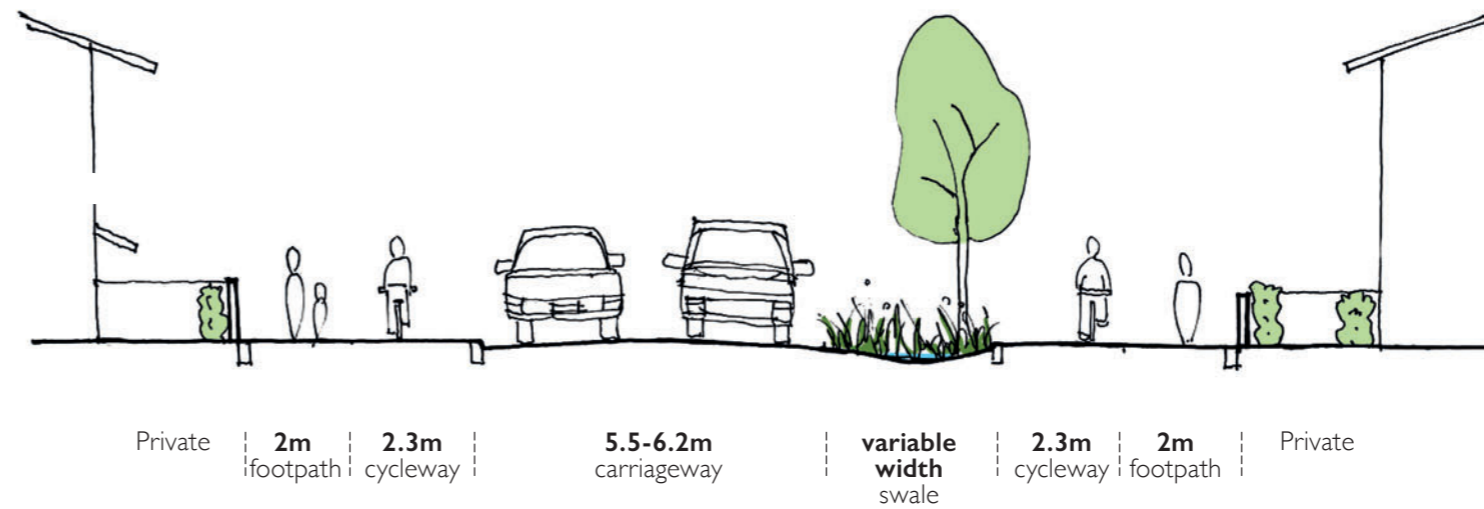 Private
2m
footpath
2.3m
cycleway
5.5-6.2m
carriageway
variable
width
swale
2.3m
cycleway
2m
footpath
Private